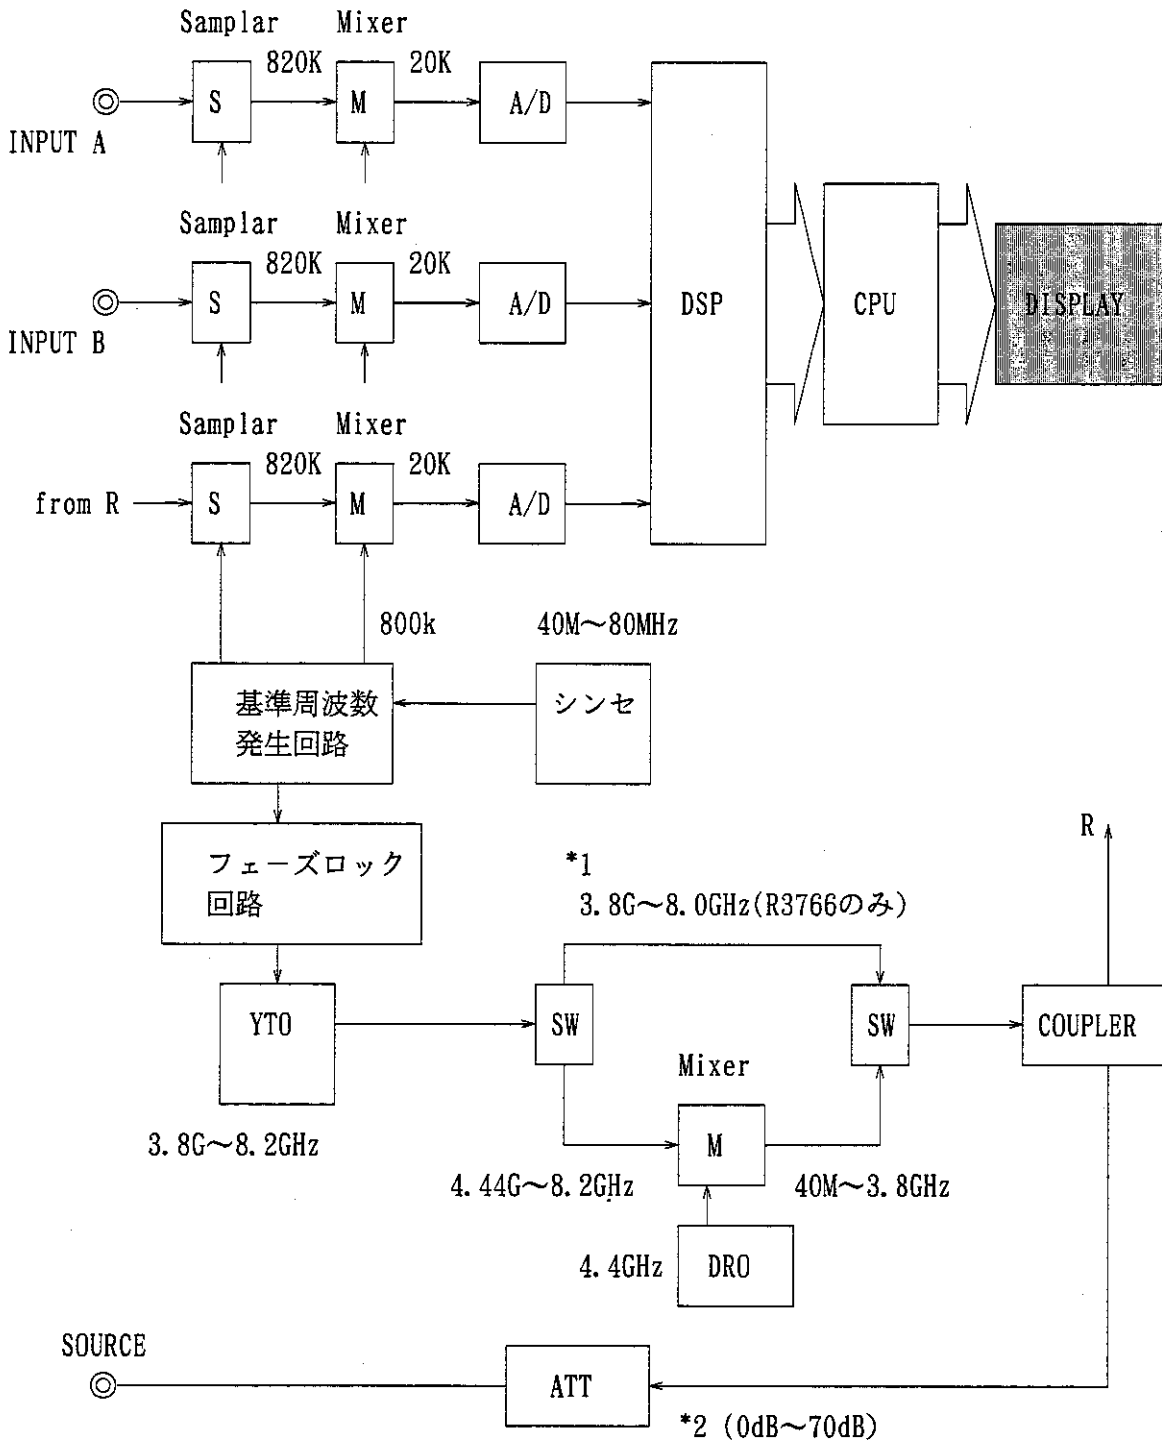 Samplar Mixer
820K 20K
S M A/D
INPUT A
Samplar Mixer
820K 20K
S M A/D DSP CPU DISPLAY
INPUT B
Samplar Mixer
820K 20K
from R S M A/D
800k 40M～80MHz
基準周波数
発生回路
シンセ
フェーズロック
回路
*1
3.8G～8.0GHz(R3766のみ)
R
YTO SW SW COUPLER
Mixer
3.8G～8.2GHz
M
4.44G～8.2GHz 40M～3.8GHz
4.4GHz DRO
SOURCE
ATT
*2 (0dB～70dB)